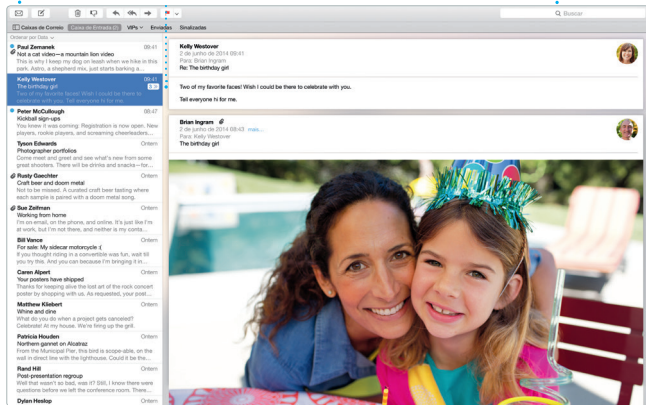 Buscar
Caixas de Correio Caixa de Entrada (2) VIPs Enviadas Sinalizadas
Ordenar por Data
Paul Zemanek 09:41
Not a cat video—a mountain lion video
This is why I keep my dog on leash when we hike in this
park. Astro, a shepherd mix, just starts barking a...
Kelly Westover 09:41
The birthday girl
Two of my favorite faces! Wish I could be there to
celebrate with you. Tell everyone hi for me.
Peter McCullough 08:47
Kickball sign-ups
You knew it was coming: Registration is now open. New
players, rookie players, and screaming cheerleaders...
Tyson Edwards Ontem
Photographer portfolios
Come meet and greet and see what's new from some
great shooters. There will be drinks and snacks—for...
Rusty Gaechter Ontem
Craft beer and doom metal
Not to be missed. A curated craft beer tasting where
each sample is paired with a doom metal song.
Sue Zeifman Ontem
Working from home
I'm on email, on the phone, and online. It's just like I'm
at work, but I'm not there, and neither is my conta...
Bill Vance Ontem
For sale: My sidecar motorcycle :(
If you thought riding in a convertible was fun, wait till
you try this. And you can because I'm bringing it in...
Caren Alpert Ontem
Your posters have shipped
Thanks for keeping alive the lost art of the rock concert
poster by shopping with us. As requested, your post...
Matthew Kliebert Ontem
Whine and dine
What do you do when a project gets canceled?
Celebrate! At my house. We're firing up the grill.
Patricia Houden Ontem
Northern gannet on Alcatraz
From the Municipal Pier, this bird is scope-able, on the
wall in direct line with the lighthouse. Could it be the...
Rand Hill Ontem
Post-presentation regroup
Well that wasn't so bad, was it? Still, I know there were
questions before we left the conference room. There...
Dylan Heslop Ontem
Kelly Westover
2 de junho de 2014 09:41
Para: Brian Ingram
Re: The birthday girl
Two of my favorite faces! Wish I could be there to celebrate with you.
Tell everyone hi for me.
Brian Ingram
2 de junho de 2014 08:43 mais...
Para: Kelly Westover
The birthday girl